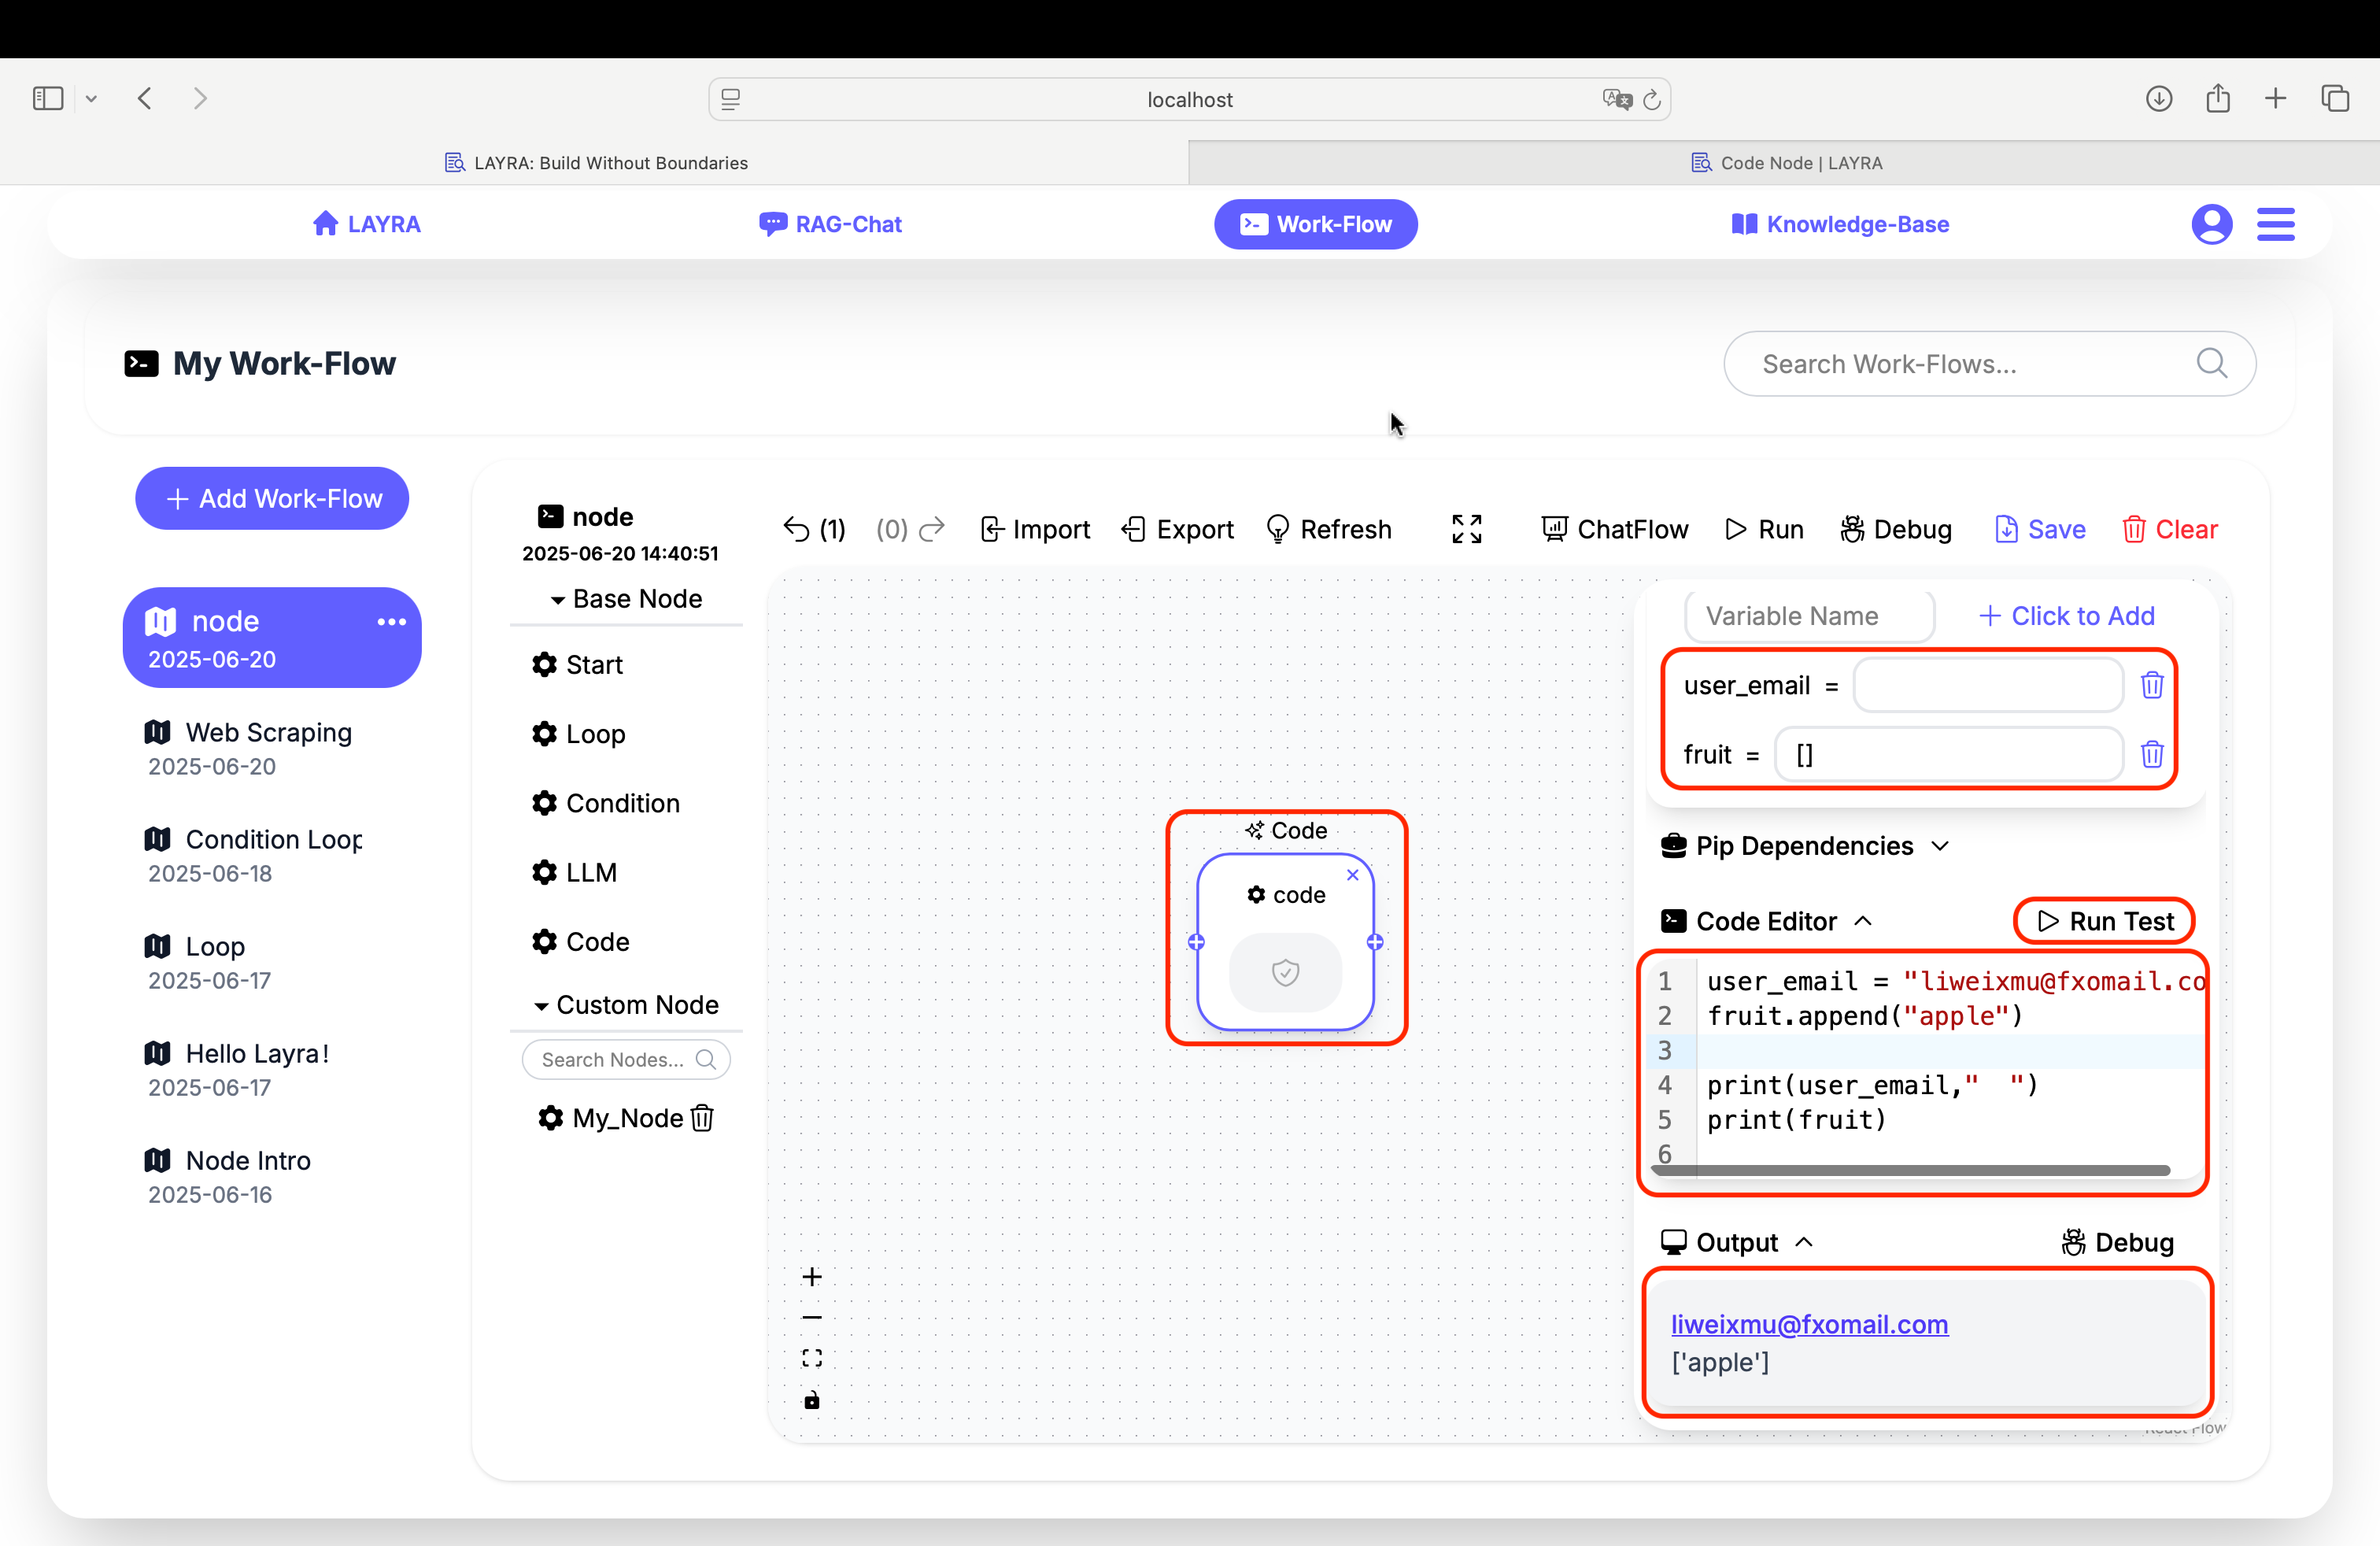 localhost
LAYRA: Build Without Boundaries
Code Node | LAYRA
LAYRA
RAG-Chat
Work-Flow
Knowledge-Base
My Work-Flow
Search Work-Flows...
Add Work-Flow
node
2025-06-20
Web Scraping
2025-06-20
Condition Loop
2025-06-18
Loop
2025-06-17
Hello Layra!
2025-06-17
Node Intro
2025-06-16
node
2025-06-20 14:40:51
Base Node
Start
Loop
Condition
LLM
Code
Custom Node
Search Nodes...
My_Node
(1)
(0)
Import
Export
Refresh
ChatFlow
Run
Debug
Save
Clear
Code
code
Variable Name
Click to Add
user_email =
fruit = []
Pip Dependencies
Code Editor
Run Test
1 user_email = "liweixmu@fxomail.co
2 fruit.append("apple")
3
4 print(user_email,"  ")
5 print(fruit)
6
Output
Debug
liweixmu@fxomail.com
['apple']
React Flow